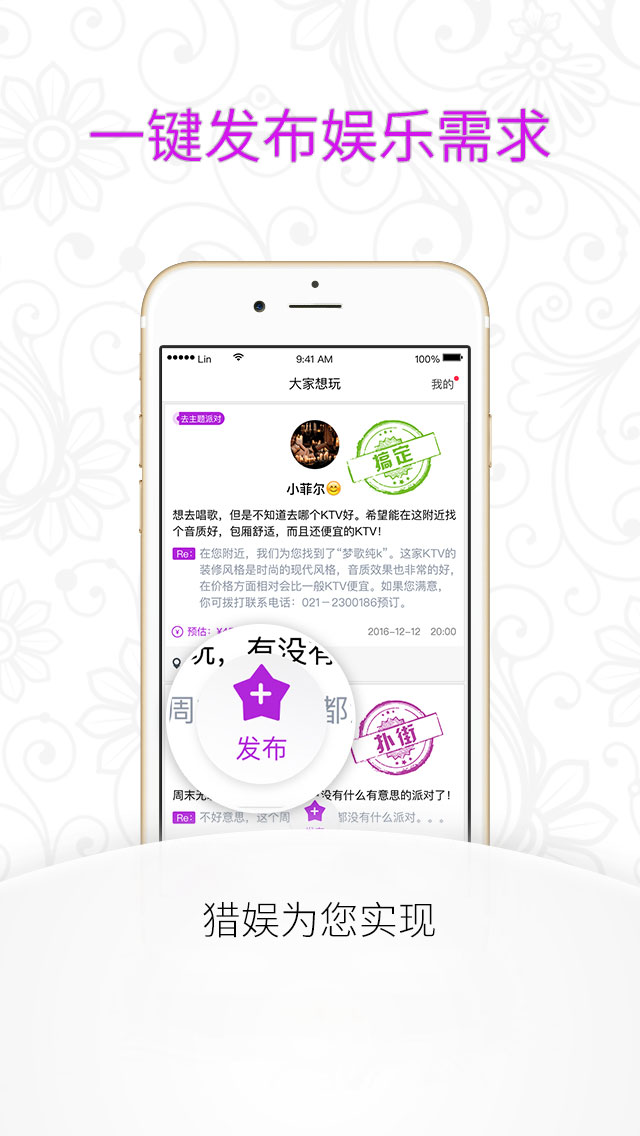 一键发布娱乐需求
Lin
9:41 AM
100%
大家想玩
我的
去主题派对
搞定
小菲尔😊
想去唱歌，但是不知道去哪个KTV好。希望能在这附近找
个音质好，包厢舒适，而且还便宜的KTV！
Re: 在您附近，我们为您找到了“梦歌纯k”。这家KTV的
装修风格是时尚的现代风格，音质效果也非常的好，
在价格方面相对会比一般KTV便宜。如果您满意，
你可拨打联系电话：021－2300186预订。
预估：¥
2016-12-12 20:00
玩，有没有
周
都
发布
扑街
周末
没有什么有意思的派对了！
Re: 不好意思，这个周
都没有什么派对。。。
发布
猎娱为您实现